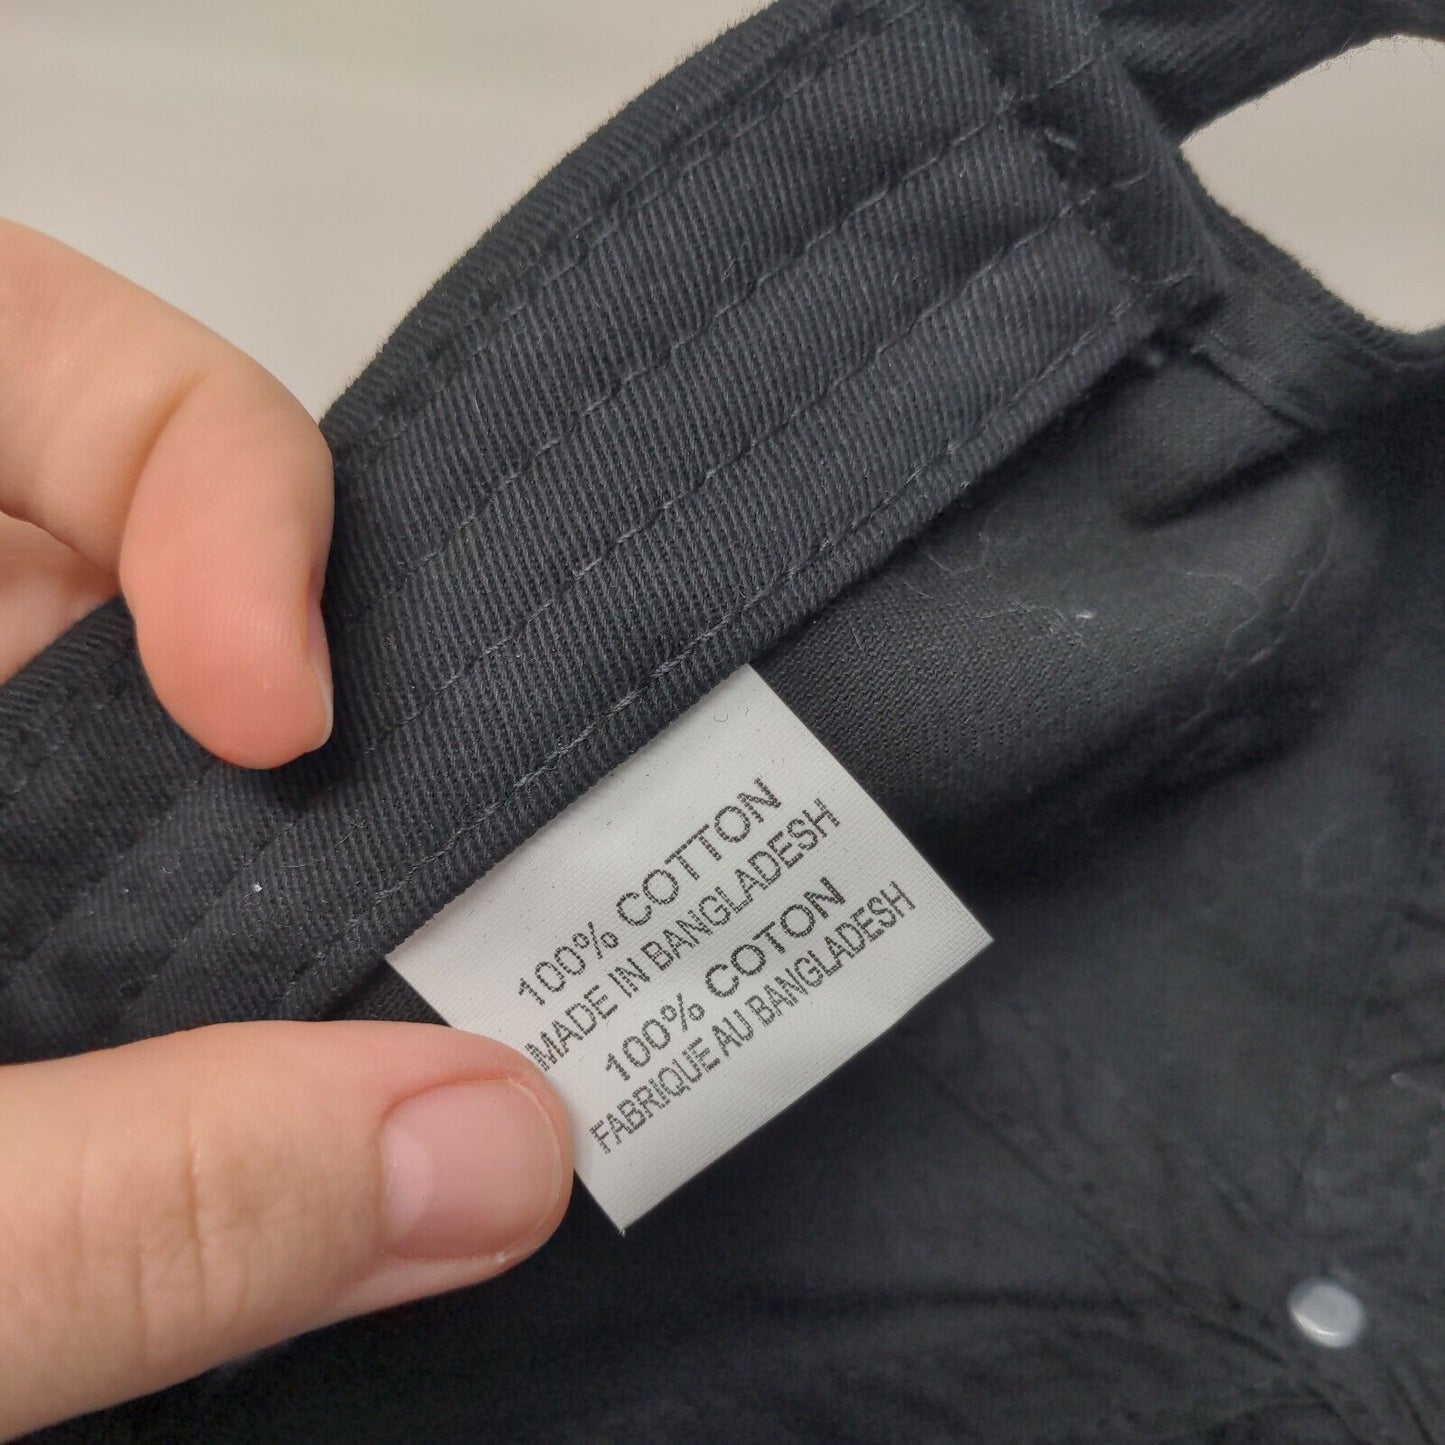 100% COTTON
MADE IN BANGLADESH
100% COTON
FABRIQUE AU BANGLADESH